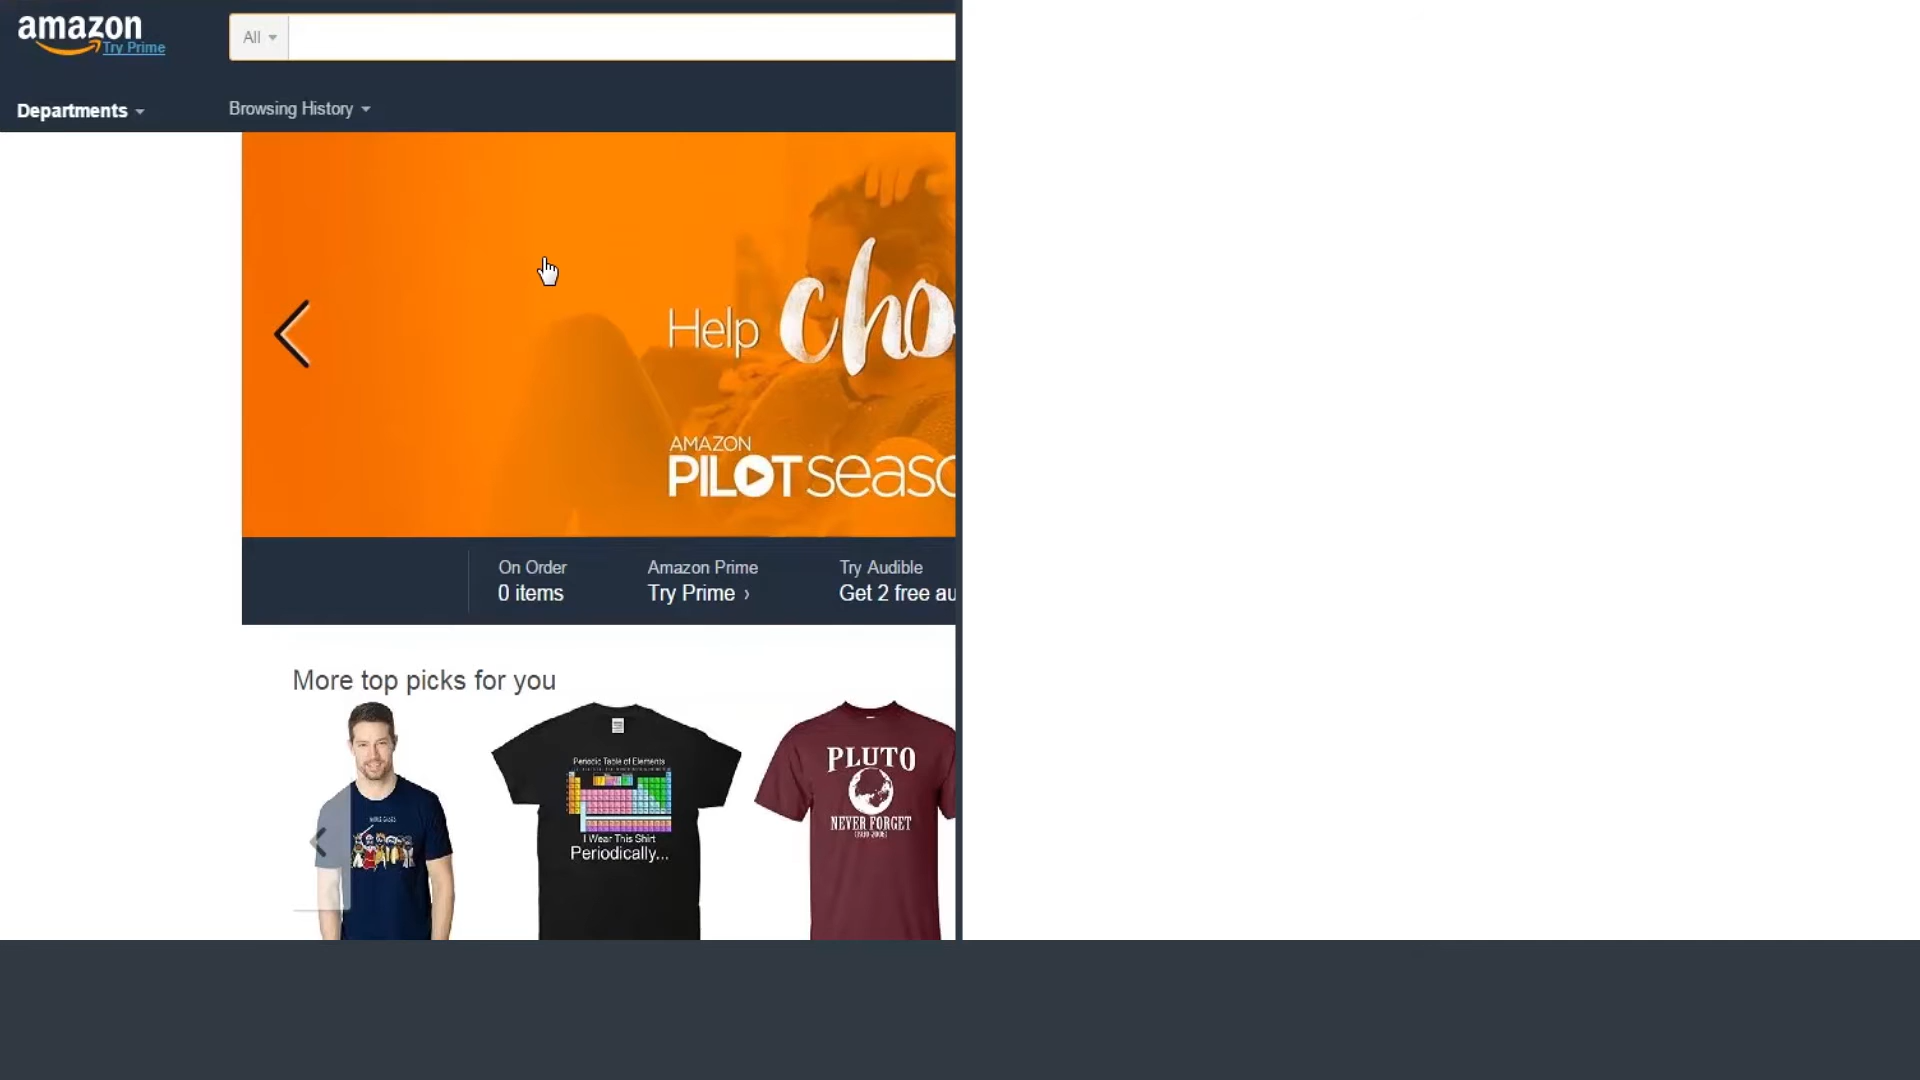 amazon
Try Prime
All
Departments
Browsing History
Help cho
AMAZON
PILOT seaso
On Order
Amazon Prime
Try Audible
0 items
Try Prime ›
Get 2 free au
More top picks for you
Periodic Table of Elements
I Wear This Shirt
Periodically...
PLUTO
NEVER FORGET